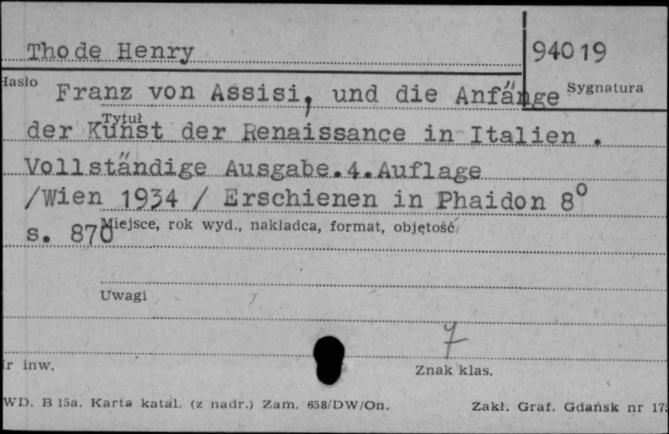 Thode Henry 94019
Hasło Sygnatura
Franz von Assisi, und die Anfänge
Tytuł
der Kunst der Renaissance in Italien .
Vollständige Ausgabe.4.Auflage
/Wien 1934 / Erschienen in Phaidon 8⁰
Miejsce, rok wyd., nakładca, format, objętość
s. 870
Uwagi
7
r inw. Znak klas.
WD. B 15a. Karta katal. (z nadr.) Zam. 658/DW/On. Zakł. Graf. Gdańsk nr 17